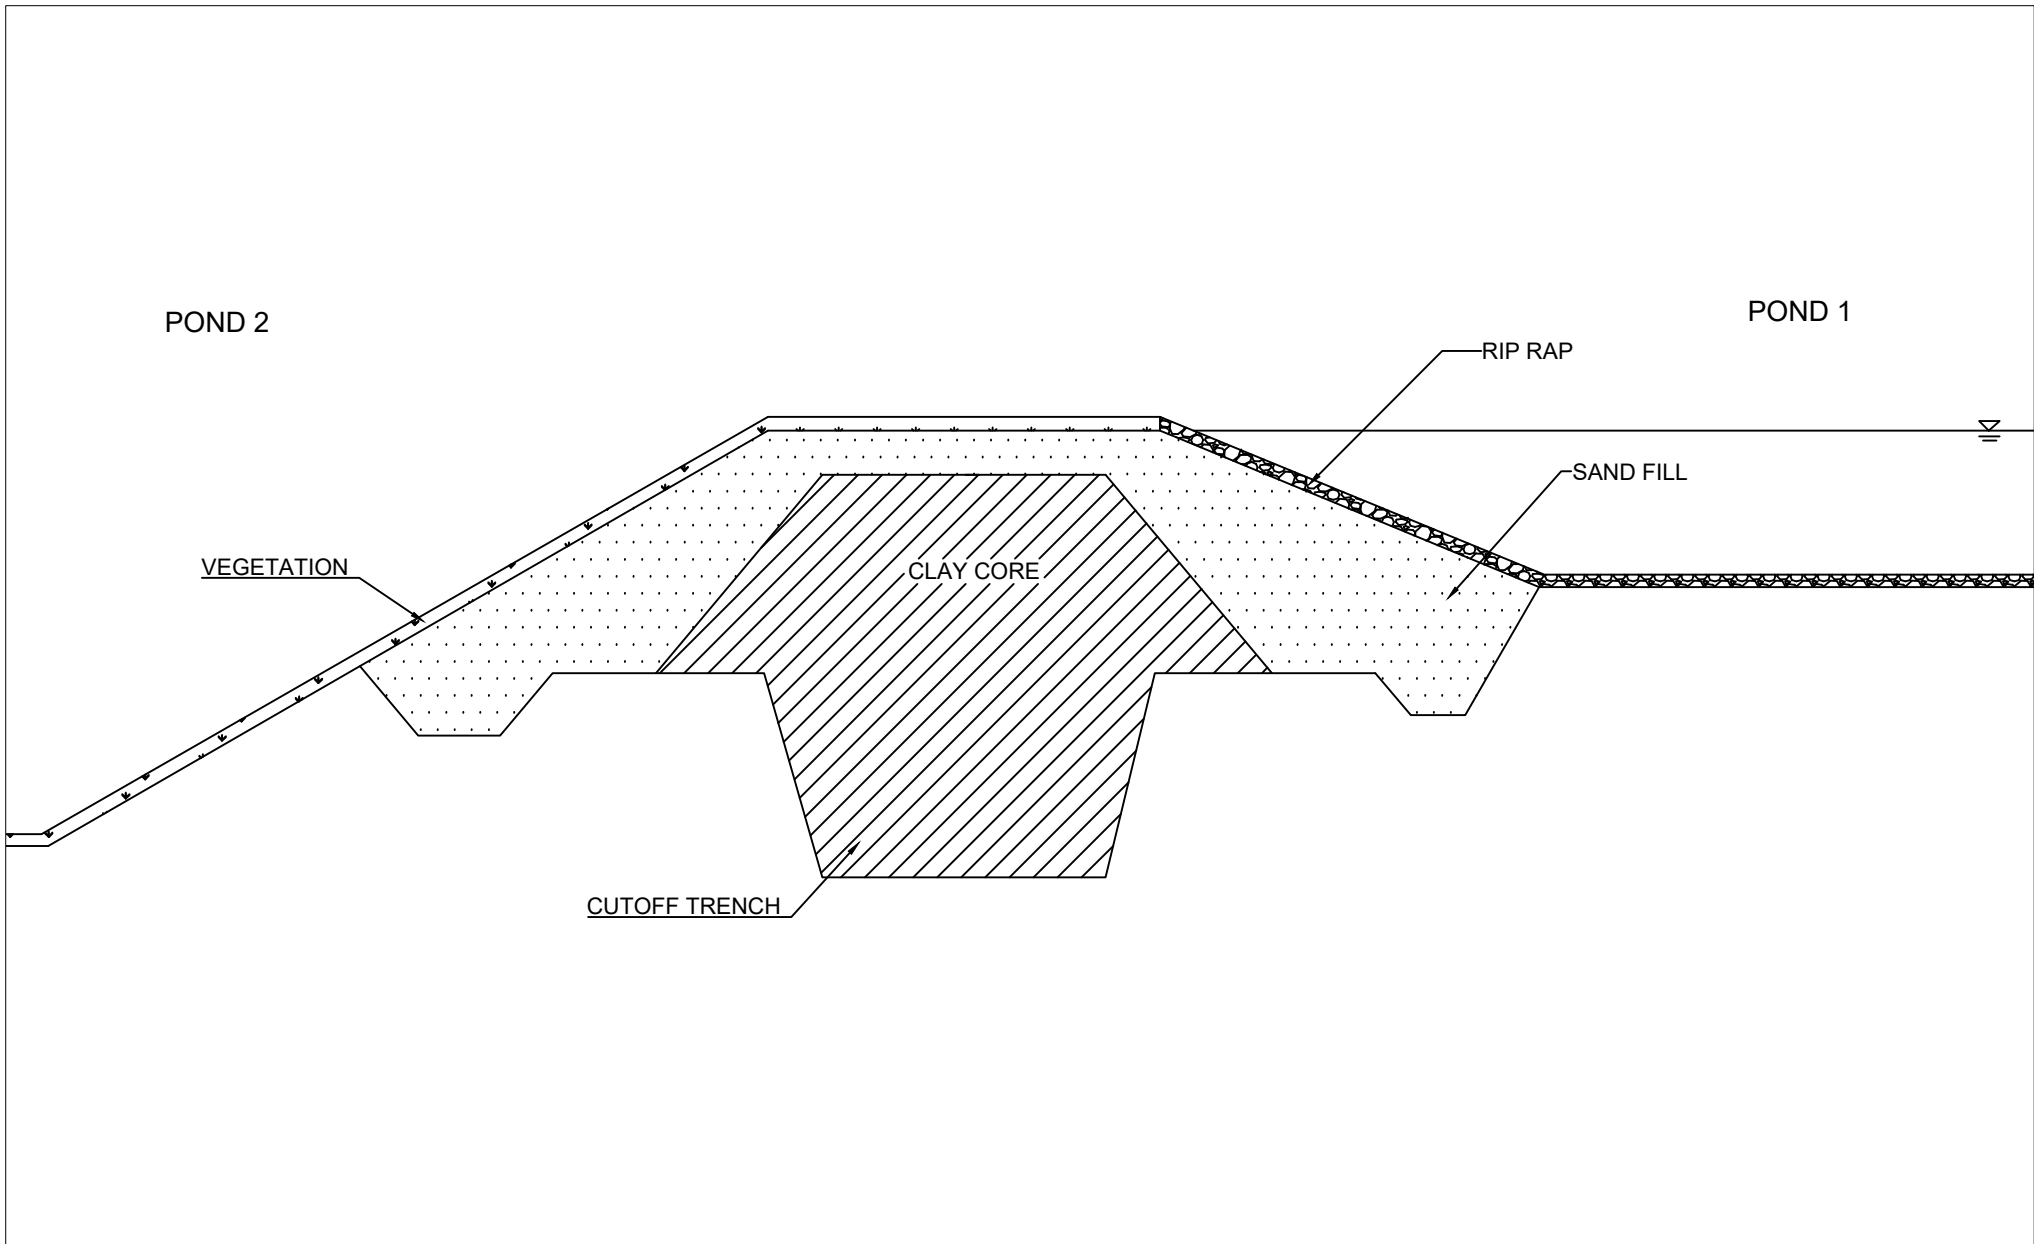 POND 2
POND 1
RIP RAP
SAND FILL
VEGETATION
CLAY CORE
CUTOFF TRENCH